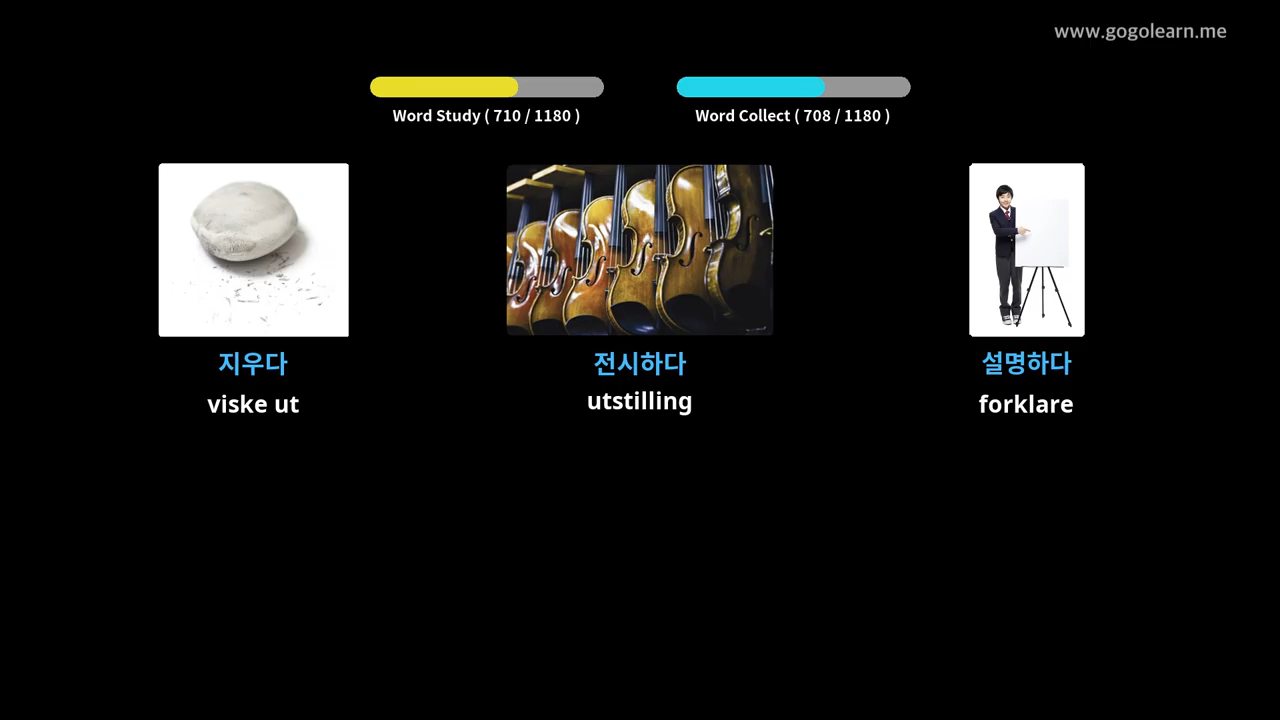 www.gogolearn.me
Word Study ( 710 / 1180 )
Word Collect ( 708 / 1180 )
지우다
전시하다
설명하다
viske ut
utstilling
forklare